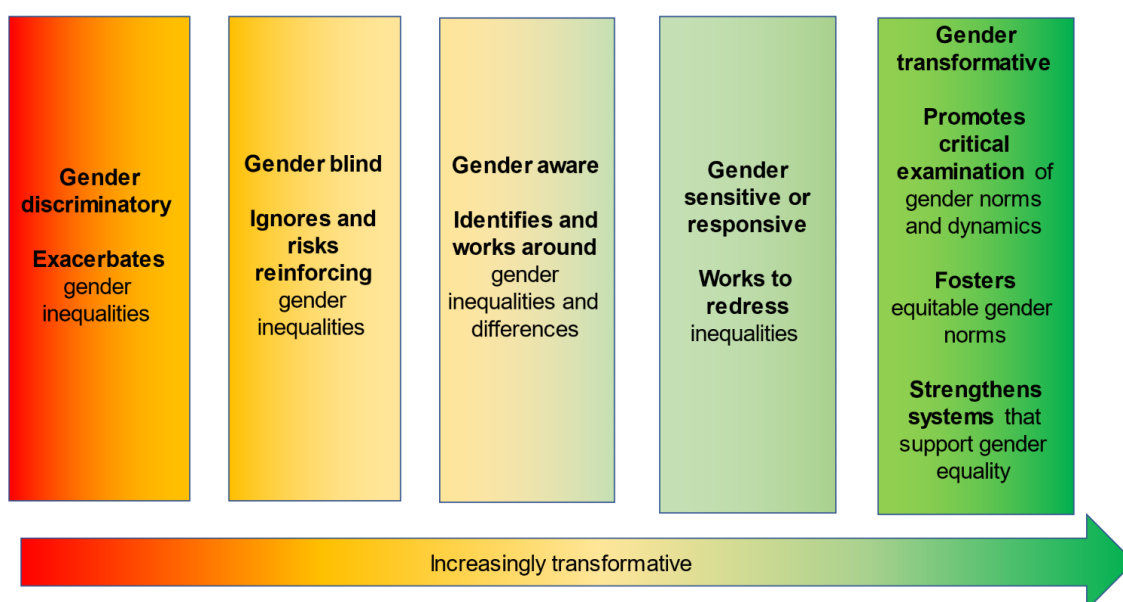 Gender
discriminatory
Exacerbates
gender
inequalities
Gender blind
Ignores and
risks
reinforcing
gender
inequalities
Gender aware
Identifies and
works around
gender
inequalities and
differences
Gender
sensitive or
responsive
Works to
redress
inequalities
Gender
transformative
Promotes
critical
examination of
gender norms
and dynamics
Fosters
equitable gender
norms
Strengthens
systems that
support gender
equality
Increasingly transformative